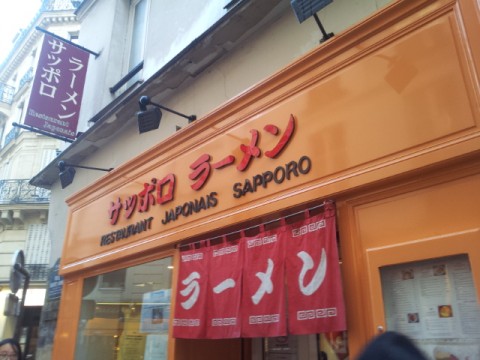 サッポロ
ラーメン
Restaurant
Japonais
サッポロ ラーメン
RESTAURANT JAPONAIS SAPPORO
ラーメン